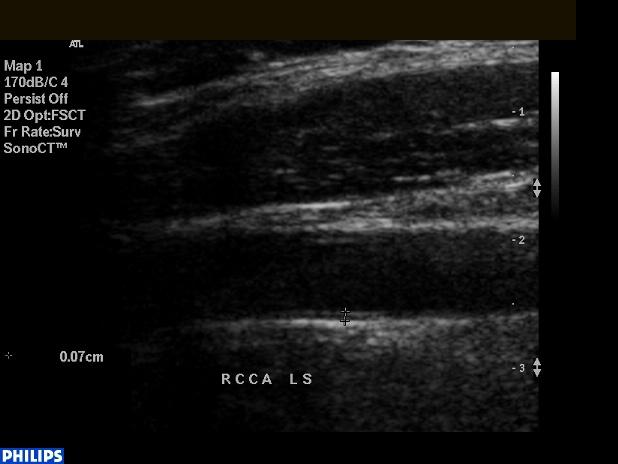 ATL
Map 1
170dB/C 4
Persist Off
2D Opt:FSCT
Fr Rate:Surv
SonoCT™
- 1
- 2
0.07cm
- 3
RCCA LS
PHILIPS